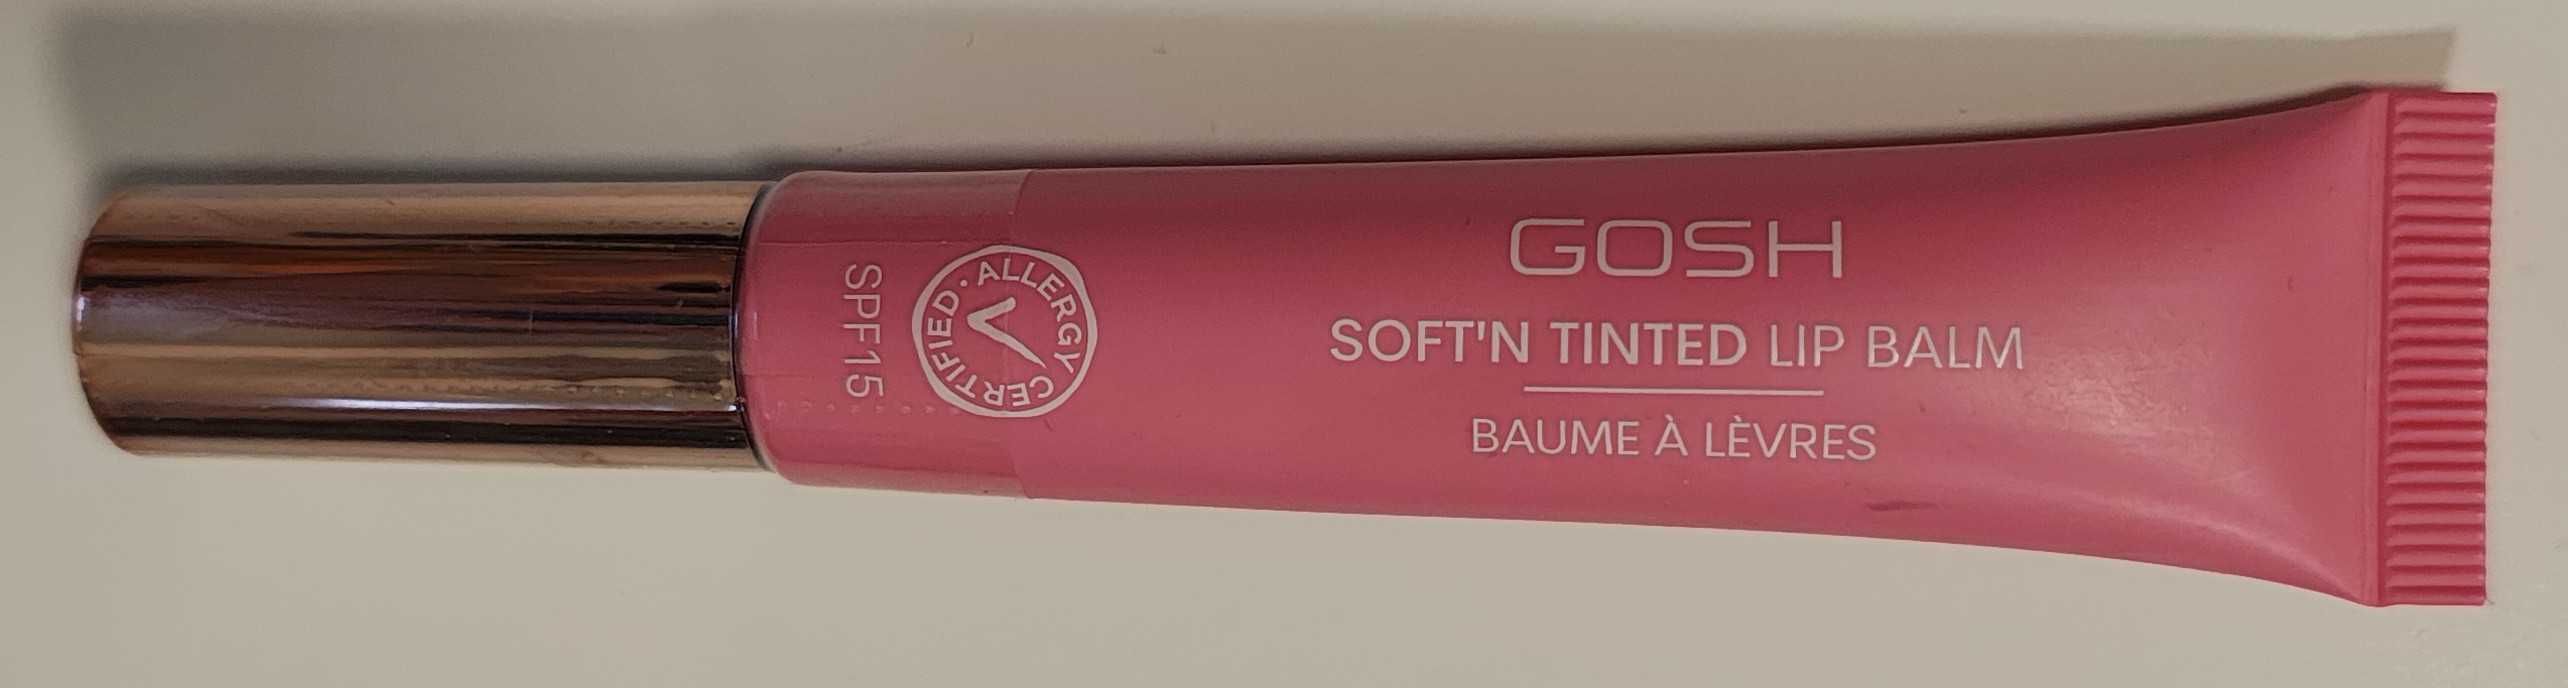 GOSH
SOFT'N TINTED LIP BALM
BAUME À LÈVRES
ALLERGY CERTIFIED ·
SPF15